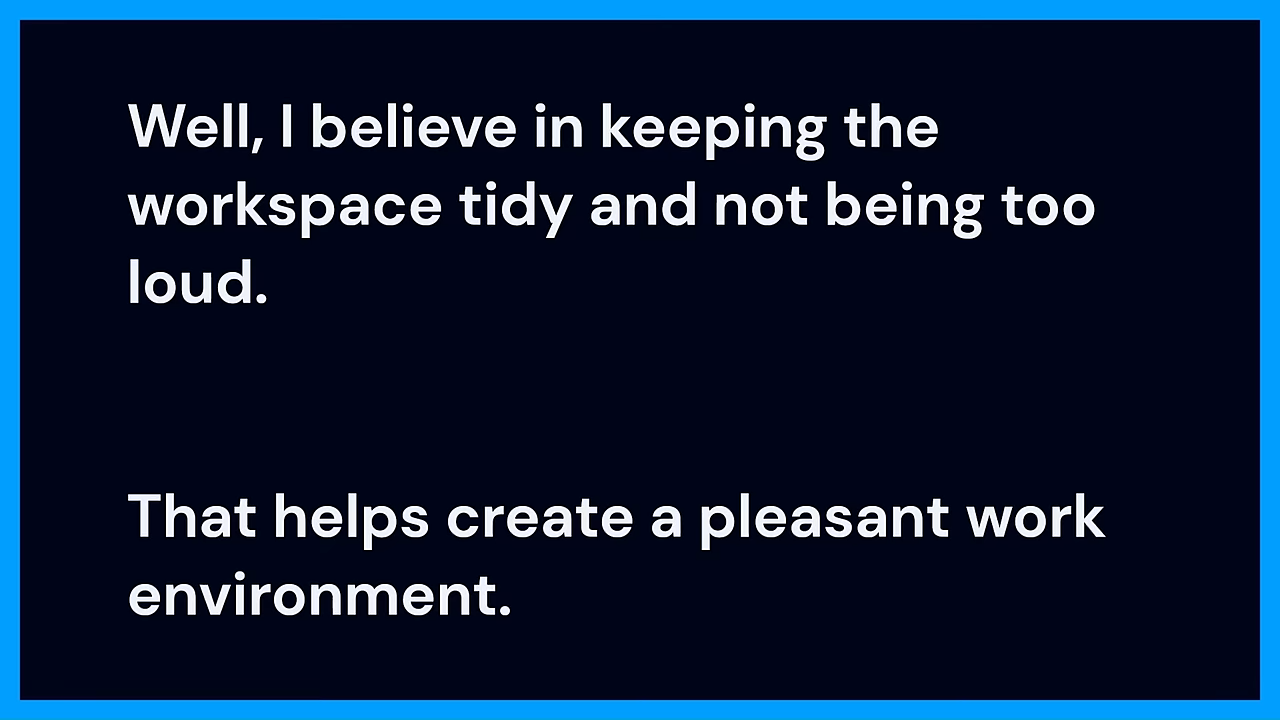 Well, I believe in keeping the
workspace tidy and not being too
loud.
That helps create a pleasant work
environment.